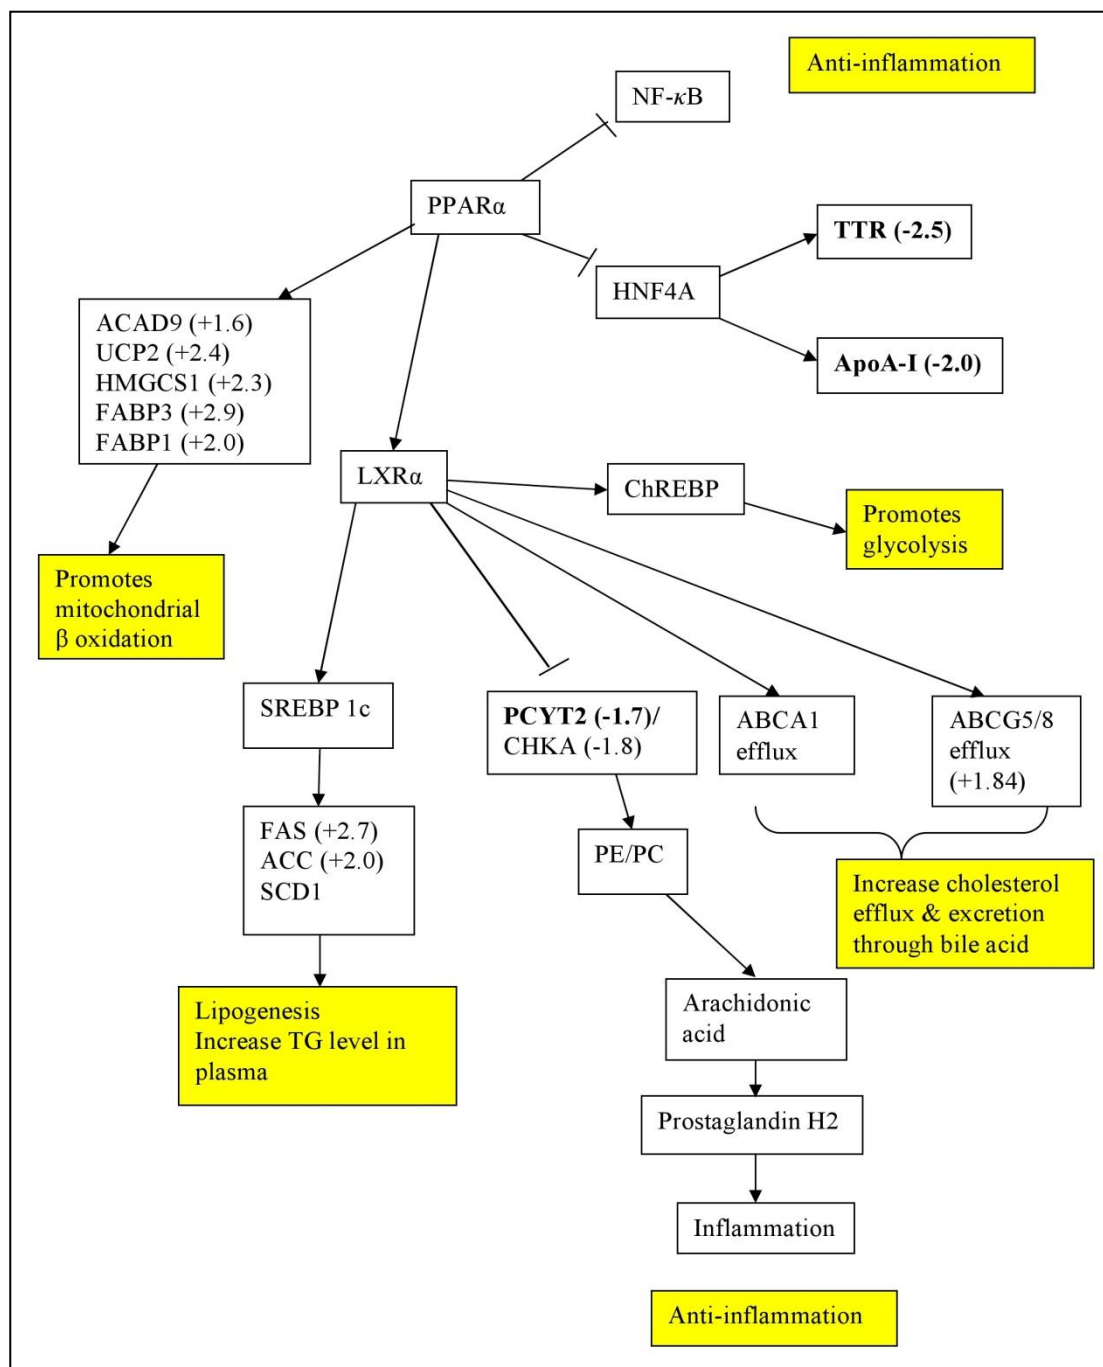 Anti-inflammation
NF-κB
PPARα
TTR (-2.5)
HNF4A
ApoA-I (-2.0)
ACAD9 (+1.6)
UCP2 (+2.4)
HMGCS1 (+2.3)
FABP3 (+2.9)
FABP1 (+2.0)
LXRα
ChREBP
Promotes
glycolysis
Promotes
mitochondrial
β oxidation
SREBP 1c
PCYT2 (-1.7)/
CHKA (-1.8)
ABCA1
efflux
ABCG5/8
efflux
(+1.84)
FAS (+2.7)
ACC (+2.0)
SCD1
PE/PC
Increase cholesterol
efflux & excretion
through bile acid
Lipogenesis
Increase TG level in
plasma
Arachidonic
acid
Prostaglandin H2
Inflammation
Anti-inflammation